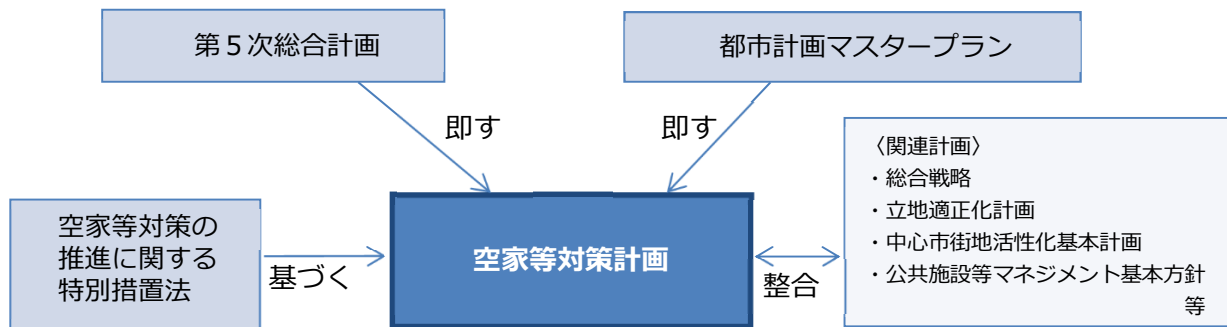 第５次総合計画
都市計画マスタープラン
即す
即す
〈関連計画〉
・総合戦略
・立地適正化計画
・中心市街地活性化基本計画
・公共施設等マネジメント基本方針
等
空家等対策の
推進に関する
特別措置法
基づく
空家等対策計画
整合